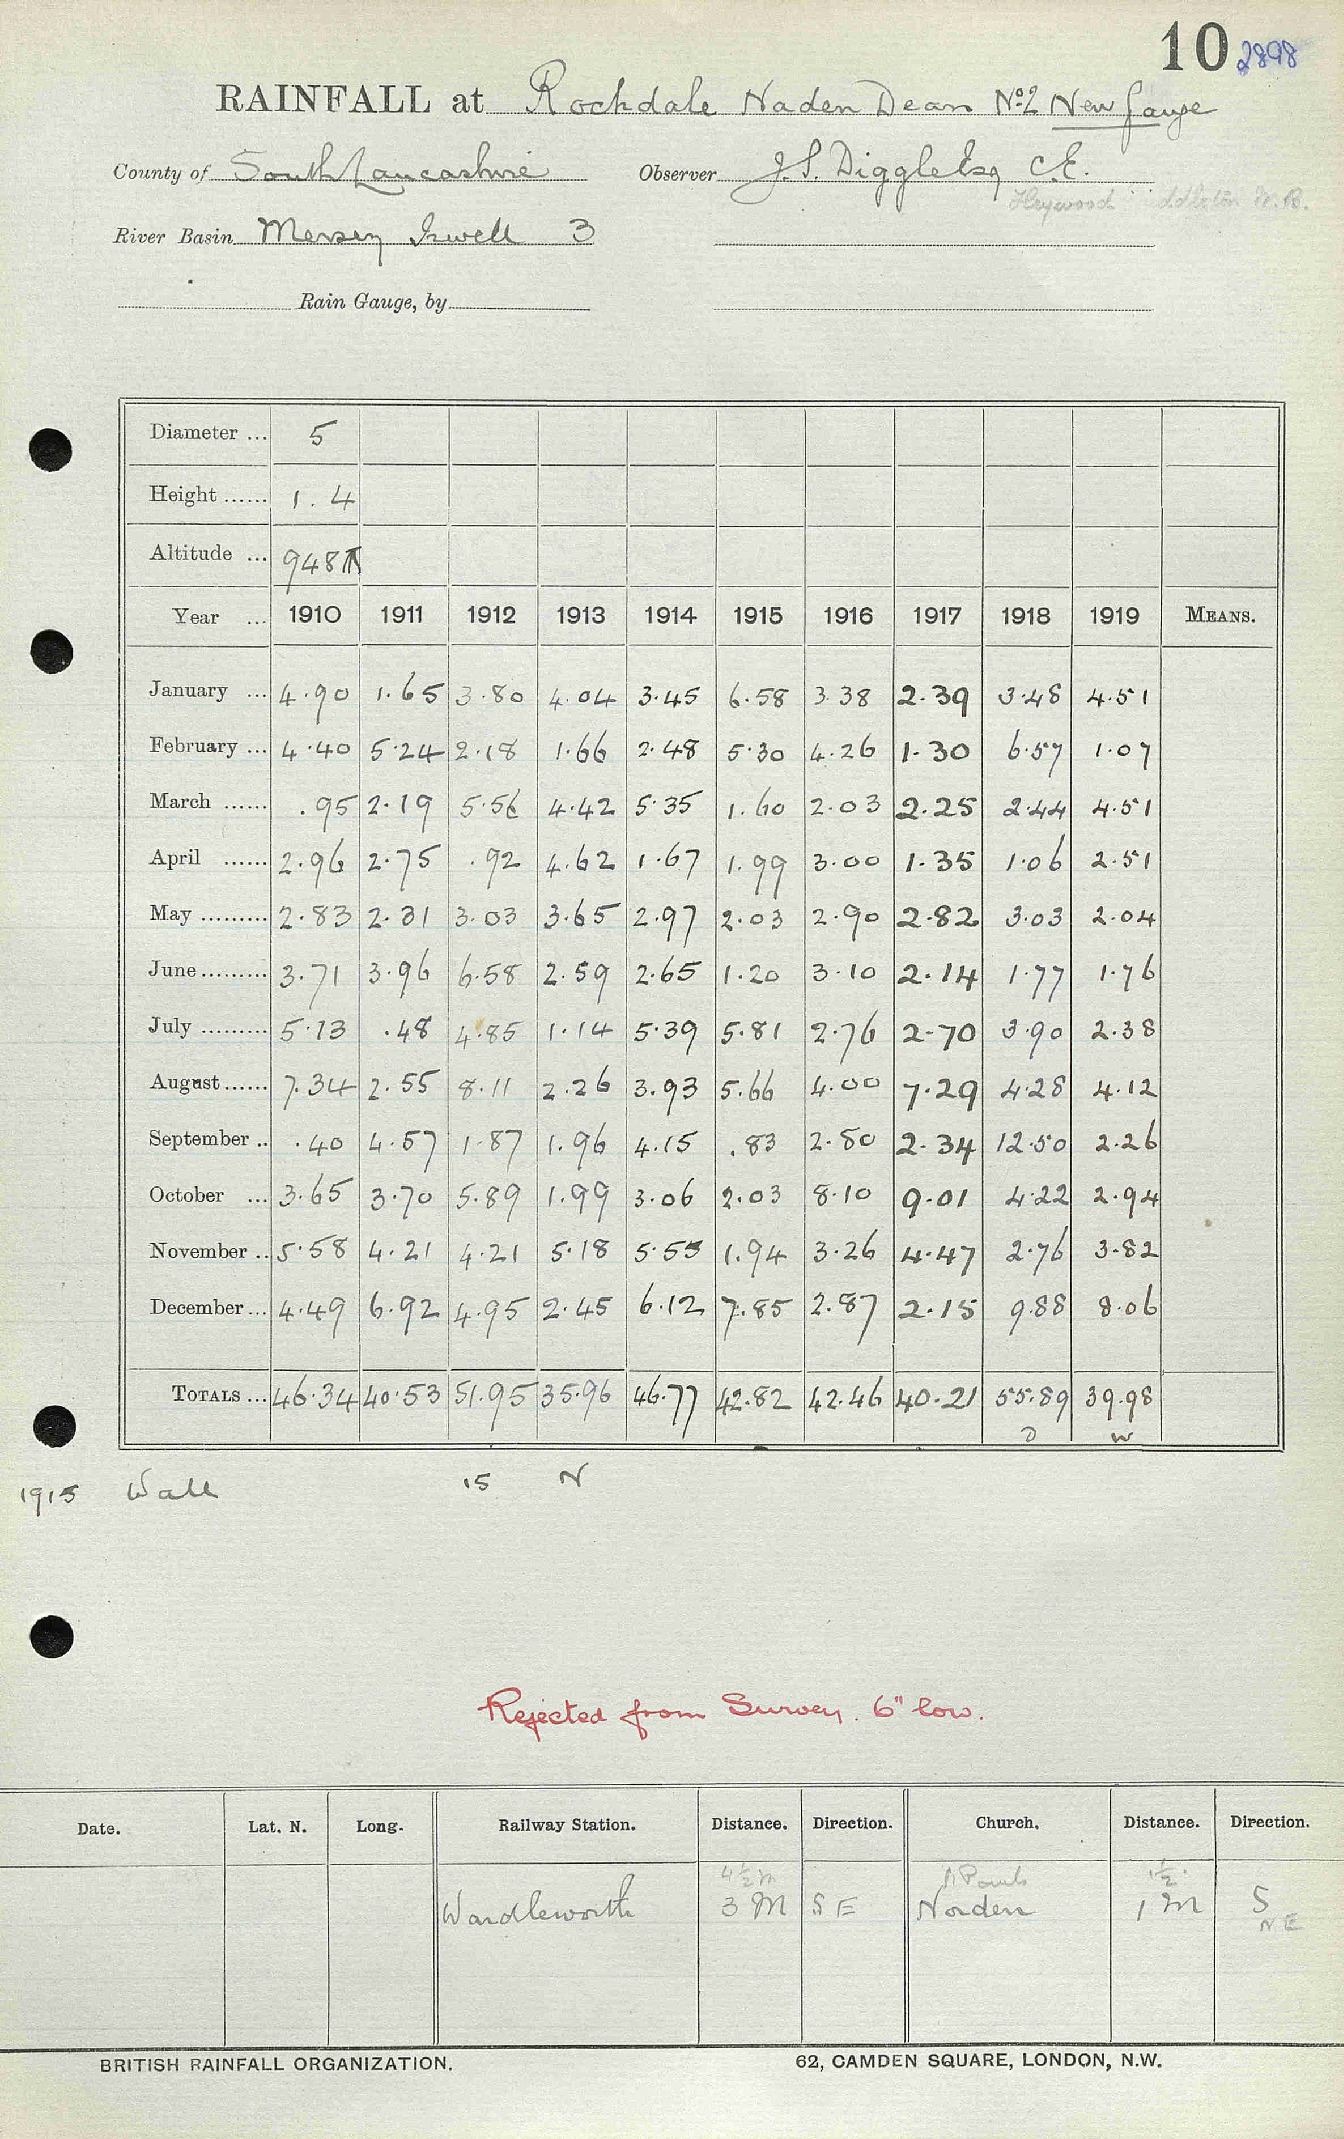 10 2898
RAINFALL at Rochdale Naden Dean No.2 New Gauge
County of South Lancashire Observer J.S. Diggle Esq C.E.
Heywood
River Basin Mersey Irwell 3
Rain Gauge, by
Diameter ... 5
Height ...... 1.4
Altitude ... 948
Year ... 1910 1911 1912 1913 1914 1915 1916 1917 1918 1919 MEANS.
January ... 4.90 1.65 3.80 4.04 3.45 6.58 3.38 2.39 3.48 4.51
February ... 4.40 5.24 2.18 1.66 2.48 5.30 4.26 1.30 6.57 1.07
March ...... .95 2.19 5.56 4.42 5.35 1.60 2.03 2.25 2.44 4.51
April ...... 2.96 2.75 .92 4.62 1.67 1.99 3.00 1.35 1.06 2.51
May ......... 2.83 2.31 3.03 3.65 2.97 2.03 2.90 2.82 3.03 2.04
June ......... 3.71 3.96 6.58 2.59 2.65 1.20 3.10 2.14 1.77 1.76
July ......... 5.13 .48 4.85 1.14 5.39 5.81 2.76 2.70 3.90 2.38
August ...... 7.34 2.55 8.11 2.26 3.93 5.66 4.00 7.29 4.28 4.12
September .. .40 4.57 1.87 1.96 4.15 .83 2.80 2.34 12.50 2.26
October ... 3.65 3.70 5.89 1.99 3.06 2.03 8.10 9.01 4.22 2.94
November .. 5.58 4.21 4.21 5.18 5.55 1.94 3.26 4.47 2.76 3.82
December ... 4.49 6.92 4.95 2.45 6.12 7.85 2.87 2.15 9.88 8.06
TOTALS ... 46.34 40.53 51.95 35.96 46.77 42.82 42.46 40.21 55.89 39.98
D W
1915 Wall 15 N
Rejected from Survey. 6" low.
Date. Lat. N. Long. Railway Station. Distance. Direction. Church. Distance. Direction.
4½ m 1½
Wardleworth 3 M S E Norden 1 M S
N E
BRITISH RAINFALL ORGANIZATION. 62, CAMDEN SQUARE, LONDON, N.W.